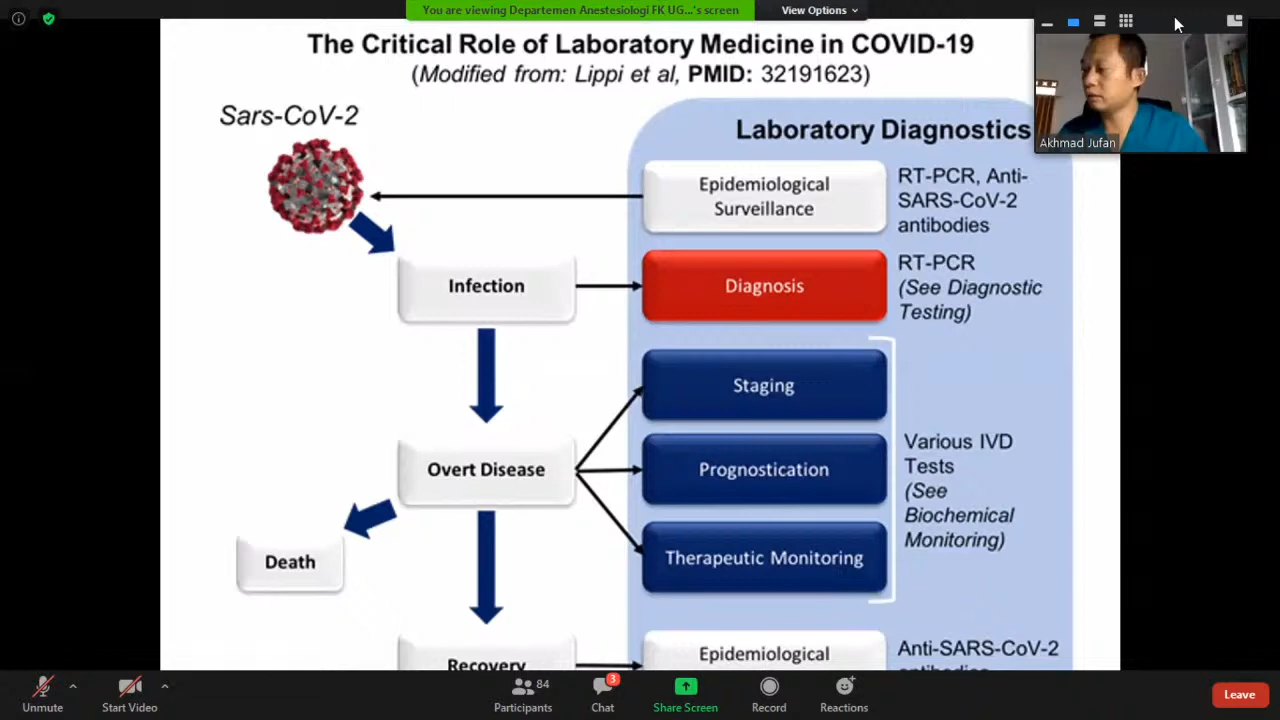 You are viewing Departemen Anestesiologi FK UG...'s screen
View Options
The Critical Role of Laboratory Medicine in COVID-19
(Modified from: Lippi et al, PMID: 32191623)
Sars-CoV-2
Laboratory Diagnostics
Akhmad Jufan
Epidemiological
Surveillance
RT-PCR, Anti-
SARS-CoV-2
antibodies
Infection
Diagnosis
RT-PCR
(See Diagnostic
Testing)
Staging
Overt Disease
Prognostication
Various IVD
Tests
(See
Biochemical
Monitoring)
Death
Therapeutic Monitoring
Recovery
Epidemiological
Anti-SARS-CoV-2
antibodies
Unmute
Start Video
84
Participants
3
Chat
Share Screen
Record
Reactions
Leave